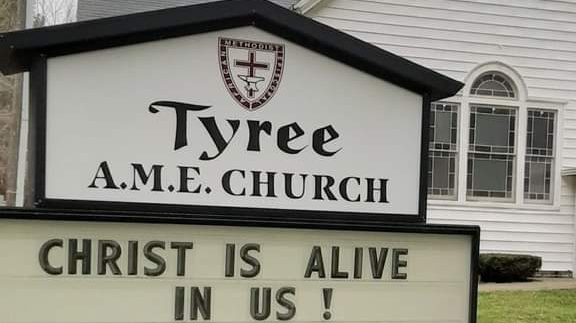 METHODIST
Tyree
A.M.E. CHURCH
CHRIST IS ALIVE
IN US !